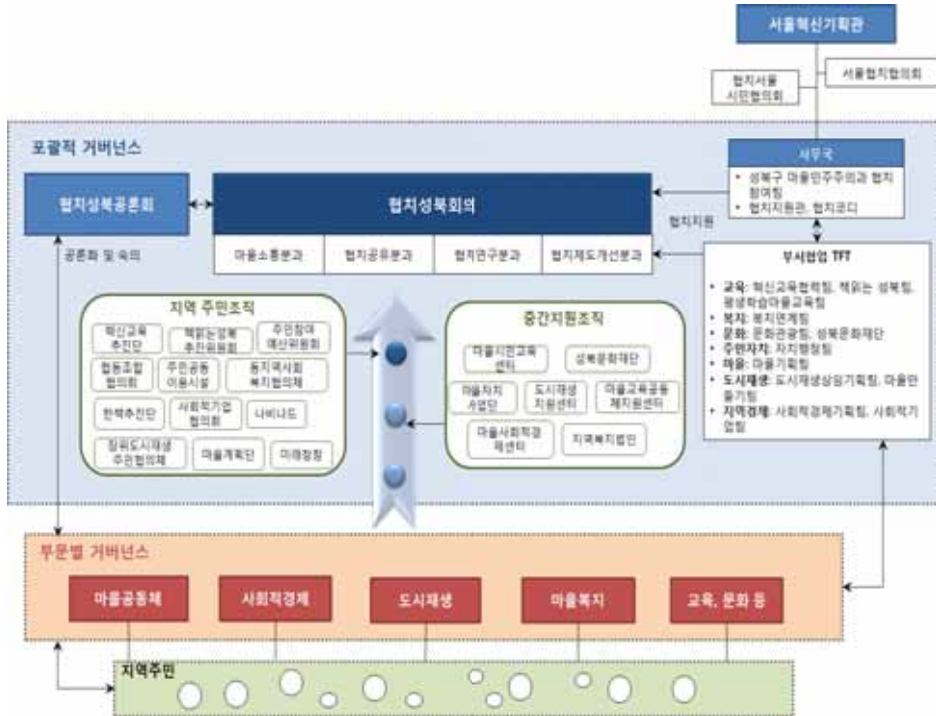 서울혁신기획관
협치서울
시민협의회
서울협치협의회
포괄적 거버넌스
사무국
• 성북구 마을민주주의과 협치
참여팀
• 협치지원관, 협치코디
협치성북공론회
협치성북회의
마을소통분과
협치공유분과
협치연구분과
협치제도개선분과
협치지원
공론화 및 숙의
부서협업 TFT
• 교육: 혁신교육협력팀, 책읽는 성북팀,
평생학습마을교육팀
• 복지: 복지연계팀
• 문화: 문화관광팀, 성북문화재단
• 주민자치: 자치행정팀
• 마을: 마을기획팀
• 도시재생: 도시재생상임기획팀, 마을만
들기팀
• 지역경제: 사회적경제기획팀, 사회적기
업팀
지역 주민조직
혁신교육
추진단
책읽는성북
추진위원회
주민참여
예산위원회
협동조합
협의회
주민공동
이용시설
동지역사회
복지협의체
한책추진단
사회적기업
협의회
나비나드
장위도시재생
주민협의체
마을계획단
미래창창
중간지원조직
마을시민교육
센터
성북문화재단
마을자치
사업단
도시재생
지원센터
마을교육공동
체지원센터
마을사회적경
제센터
지역복지법단
부문별 거버넌스
마을공동체
사회적경제
도시재생
마을복지
교육, 문화 등
지역주민